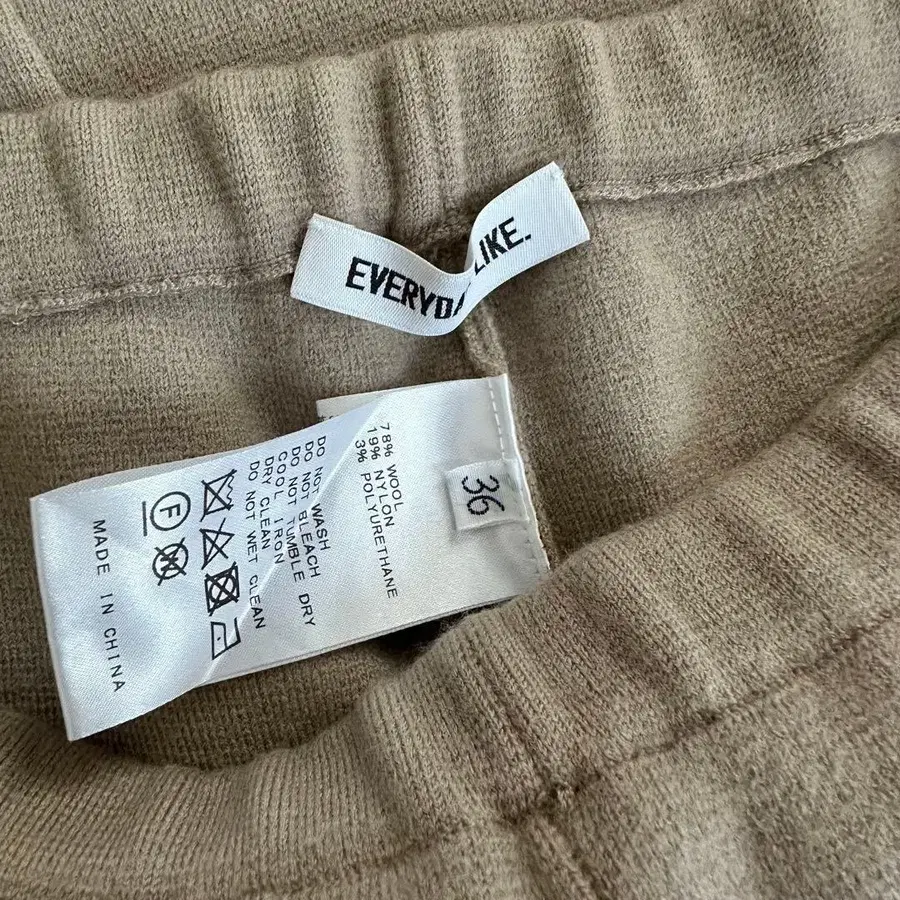 EVERYDAY LIKE.
36
78% WOOL
19% NYLON
3% POLYURETHANE
DO NOT WASH
DO NOT BLEACH
DO NOT TUMBLE DRY
COOL IRON
DRY CLEAN
DO NOT WET CLEAN
F
W
MADE IN CHINA